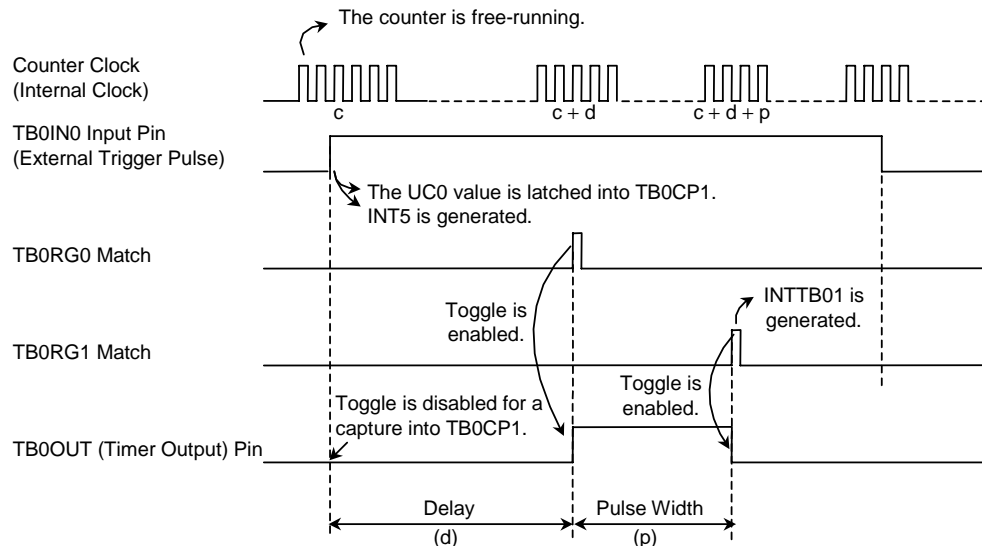 The counter is free-running.
Counter Clock
(Internal Clock)
c
c + d
c + d + p
TB0IN0 Input Pin
(External Trigger Pulse)
The UC0 value is latched into TB0CP1.
INT5 is generated.
TB0RG0 Match
Toggle is
enabled.
INTTB01 is
generated.
TB0RG1 Match
Toggle is
enabled.
Toggle is disabled for a
capture into TB0CP1.
TB0OUT (Timer Output) Pin
Delay
(d)
Pulse Width
(p)